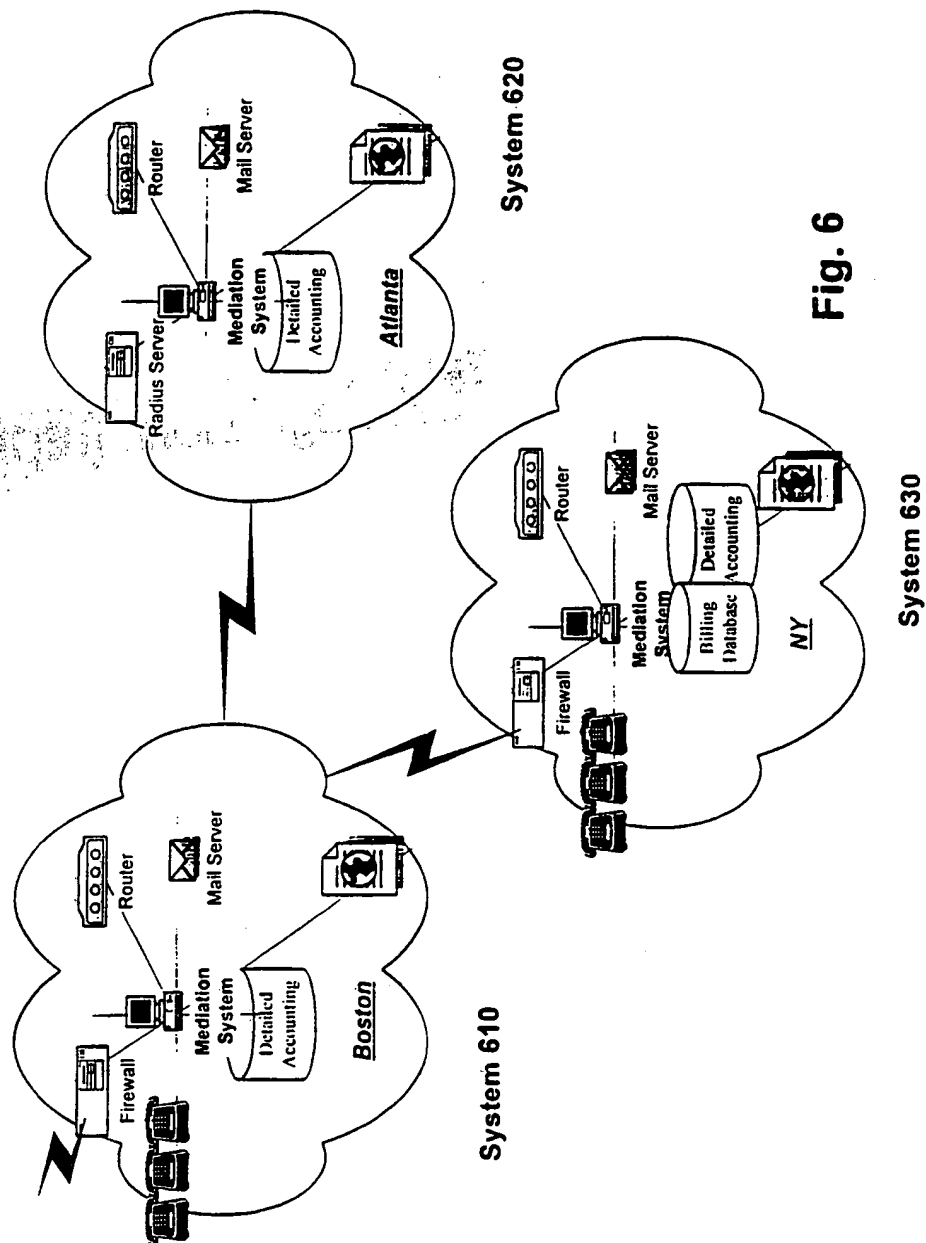 Firewall
Router
Mediation
System
Mail Server
Detailed
Accounting
Boston
System 610
Radius Server
Router
Mediation
System
Mail Server
Detailed
Accounting
Atlanta
System 620
Firewall
Router
Mediation
System
Mail Server
Billing
Database
Detailed
Accounting
NY
System 630
Fig. 6